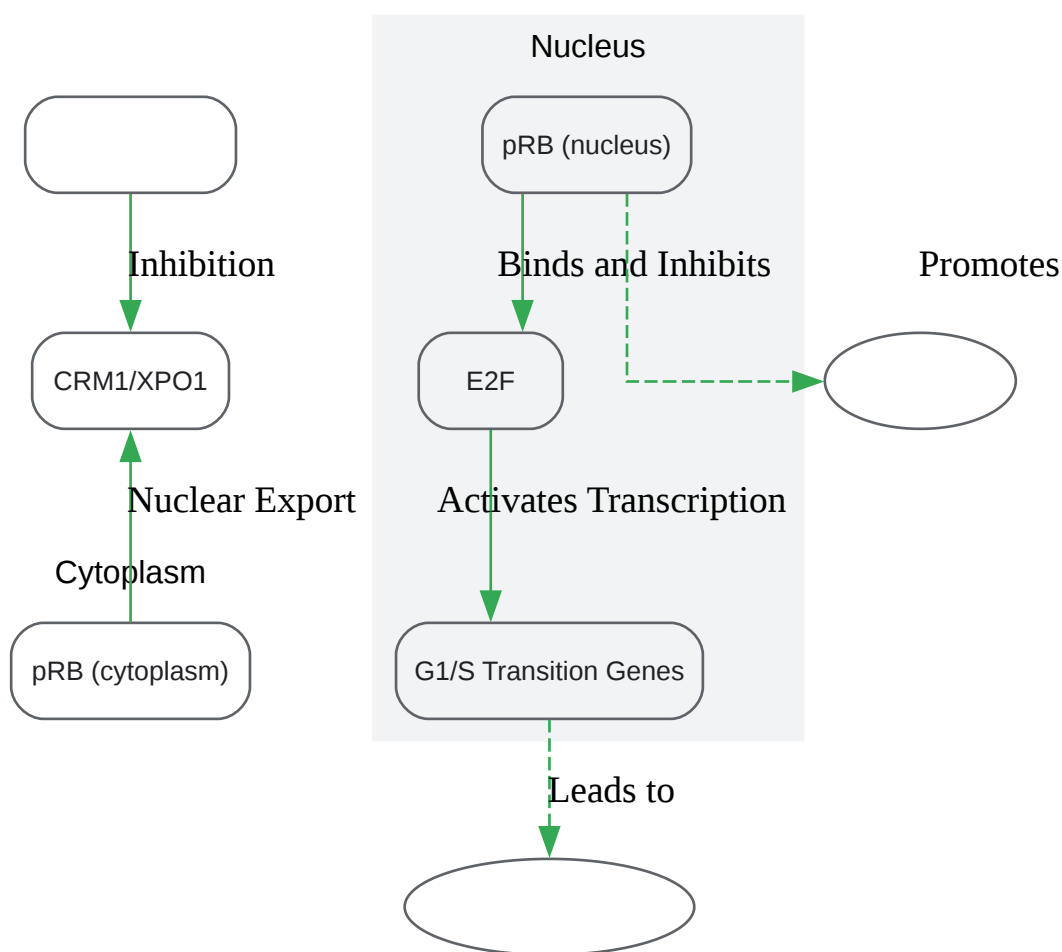 Nucleus
pRB (nucleus)
Inhibition
Binds and Inhibits
Promotes
CRM1/XPO1
E2F
Nuclear Export
Activates Transcription
Cytoplasm
pRB (cytoplasm)
G1/S Transition Genes
Leads to